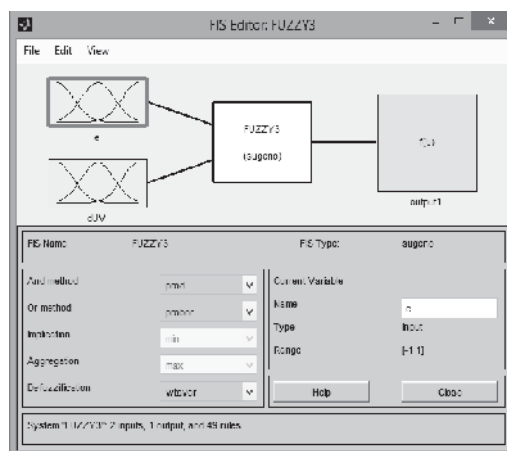 FIS Editor: FUZZY3
File Edit View
FUZZY3
(sugeno)
f(u)
e
output1
dUV
FIS Name: FUZZY3 FIS Type: sugeno
And method prod
Or method probor
Implication min
Aggregation max
Defuzzification wtaver
Current Variable
Name e
Type input
Range [-1 1]
Help Close
System "FUZZY3": 2 inputs, 1 output, and 49 rules